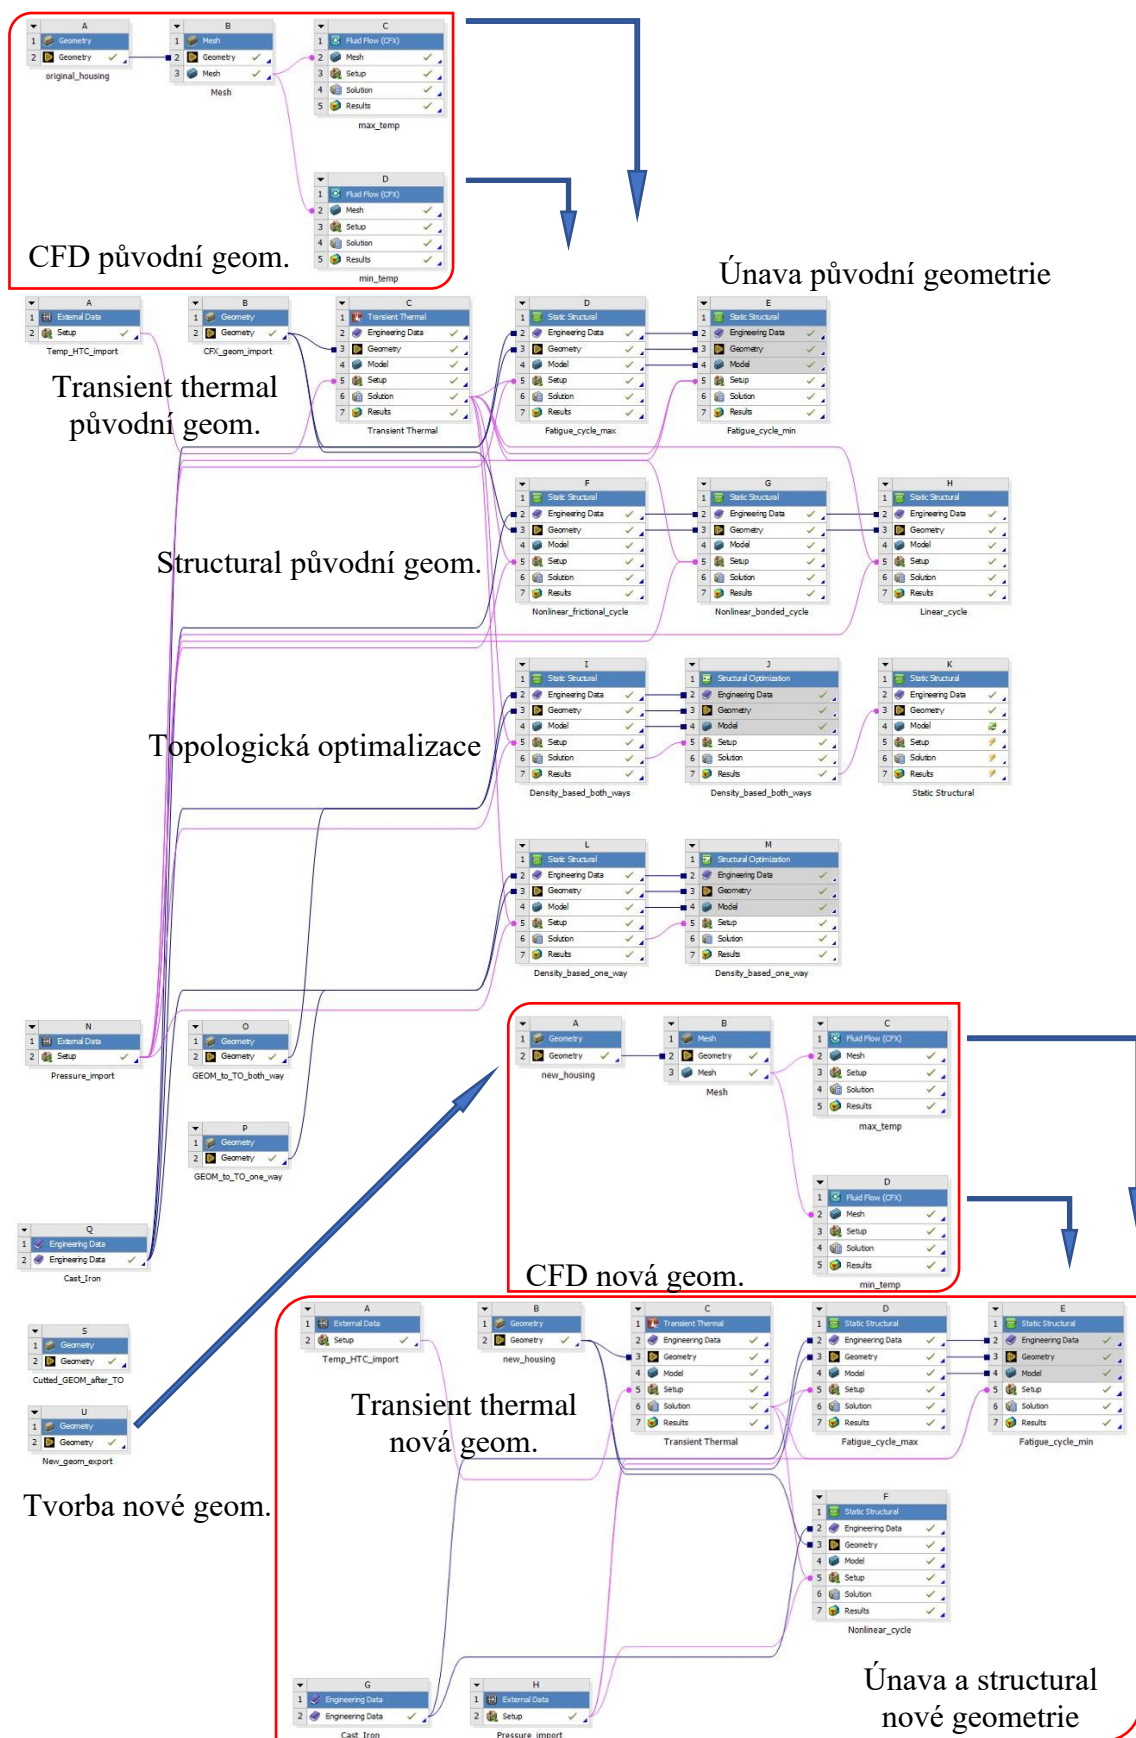 A
1 Geometry
2 Geometry
original_housing
B
1 Mesh
2 Geometry
3 Mesh
Mesh
C
1 Fluid Flow (CFX)
2 Mesh
3 Setup
4 Solution
5 Results
max_temp
D
1 Fluid Flow (CFX)
2 Mesh
3 Setup
4 Solution
5 Results
min_temp
CFD původní geom.
Únava původní geometrie
A
1 External Data
2 Setup
Temp_HTC_import
B
1 Geometry
2 Geometry
CFX_geom_import
C
1 Transient Thermal
2 Engineering Data
3 Geometry
4 Model
5 Setup
6 Solution
7 Results
Transient Thermal
D
1 Static Structural
2 Engineering Data
3 Geometry
4 Model
5 Setup
6 Solution
7 Results
Fatigue_cycle_max
E
1 Static Structural
2 Engineering Data
3 Geometry
4 Model
5 Setup
6 Solution
7 Results
Fatigue_cycle_min
Transient thermal
původní geom.
F
1 Static Structural
2 Engineering Data
3 Geometry
4 Model
5 Setup
6 Solution
7 Results
Nonlinear_frictional_cycle
G
1 Static Structural
2 Engineering Data
3 Geometry
4 Model
5 Setup
6 Solution
7 Results
Nonlinear_bonded_cycle
H
1 Static Structural
2 Engineering Data
3 Geometry
4 Model
5 Setup
6 Solution
7 Results
Linear_cycle
Structural původní geom.
I
1 Static Structural
2 Engineering Data
3 Geometry
4 Model
5 Setup
6 Solution
7 Results
Density_based_both_ways
J
1 Structural Optimization
2 Engineering Data
3 Geometry
4 Model
5 Setup
6 Solution
7 Results
Density_based_both_ways
K
1 Static Structural
2 Engineering Data
3 Geometry
4 Model
5 Setup
6 Solution
7 Results
Static Structural
Topologická optimalizace
L
1 Static Structural
2 Engineering Data
3 Geometry
4 Model
5 Setup
6 Solution
7 Results
Density_based_one_way
M
1 Structural Optimization
2 Engineering Data
3 Geometry
4 Model
5 Setup
6 Solution
7 Results
Density_based_one_way
N
1 External Data
2 Setup
Pressure_import
O
1 Geometry
2 Geometry
GEOM_to_TO_both_way
P
1 Geometry
2 Geometry
GEOM_to_TO_one_way
Q
1 Engineering Data
2 Engineering Data
Cast_Iron
S
1 Geometry
2 Geometry
Cutted_GEOM_after_TO
U
1 Geometry
2 Geometry
New_geom_export
Tvorba nové geom.
A
1 Geometry
2 Geometry
new_housing
B
1 Mesh
2 Geometry
3 Mesh
Mesh
C
1 Fluid Flow (CFX)
2 Mesh
3 Setup
4 Solution
5 Results
max_temp
D
1 Fluid Flow (CFX)
2 Mesh
3 Setup
4 Solution
5 Results
min_temp
CFD nová geom.
A
1 External Data
2 Setup
Temp_HTC_import
B
1 Geometry
2 Geometry
new_housing
C
1 Transient Thermal
2 Engineering Data
3 Geometry
4 Model
5 Setup
6 Solution
7 Results
Transient Thermal
D
1 Static Structural
2 Engineering Data
3 Geometry
4 Model
5 Setup
6 Solution
7 Results
Fatigue_cycle_max
E
1 Static Structural
2 Engineering Data
3 Geometry
4 Model
5 Setup
6 Solution
7 Results
Fatigue_cycle_min
Transient thermal
nová geom.
F
1 Static Structural
2 Engineering Data
3 Geometry
4 Model
5 Setup
6 Solution
7 Results
Nonlinear_cycle
G
1 Engineering Data
2 Engineering Data
Cast_Iron
H
1 External Data
2 Setup
Pressure_import
Únava a structural
nové geometrie